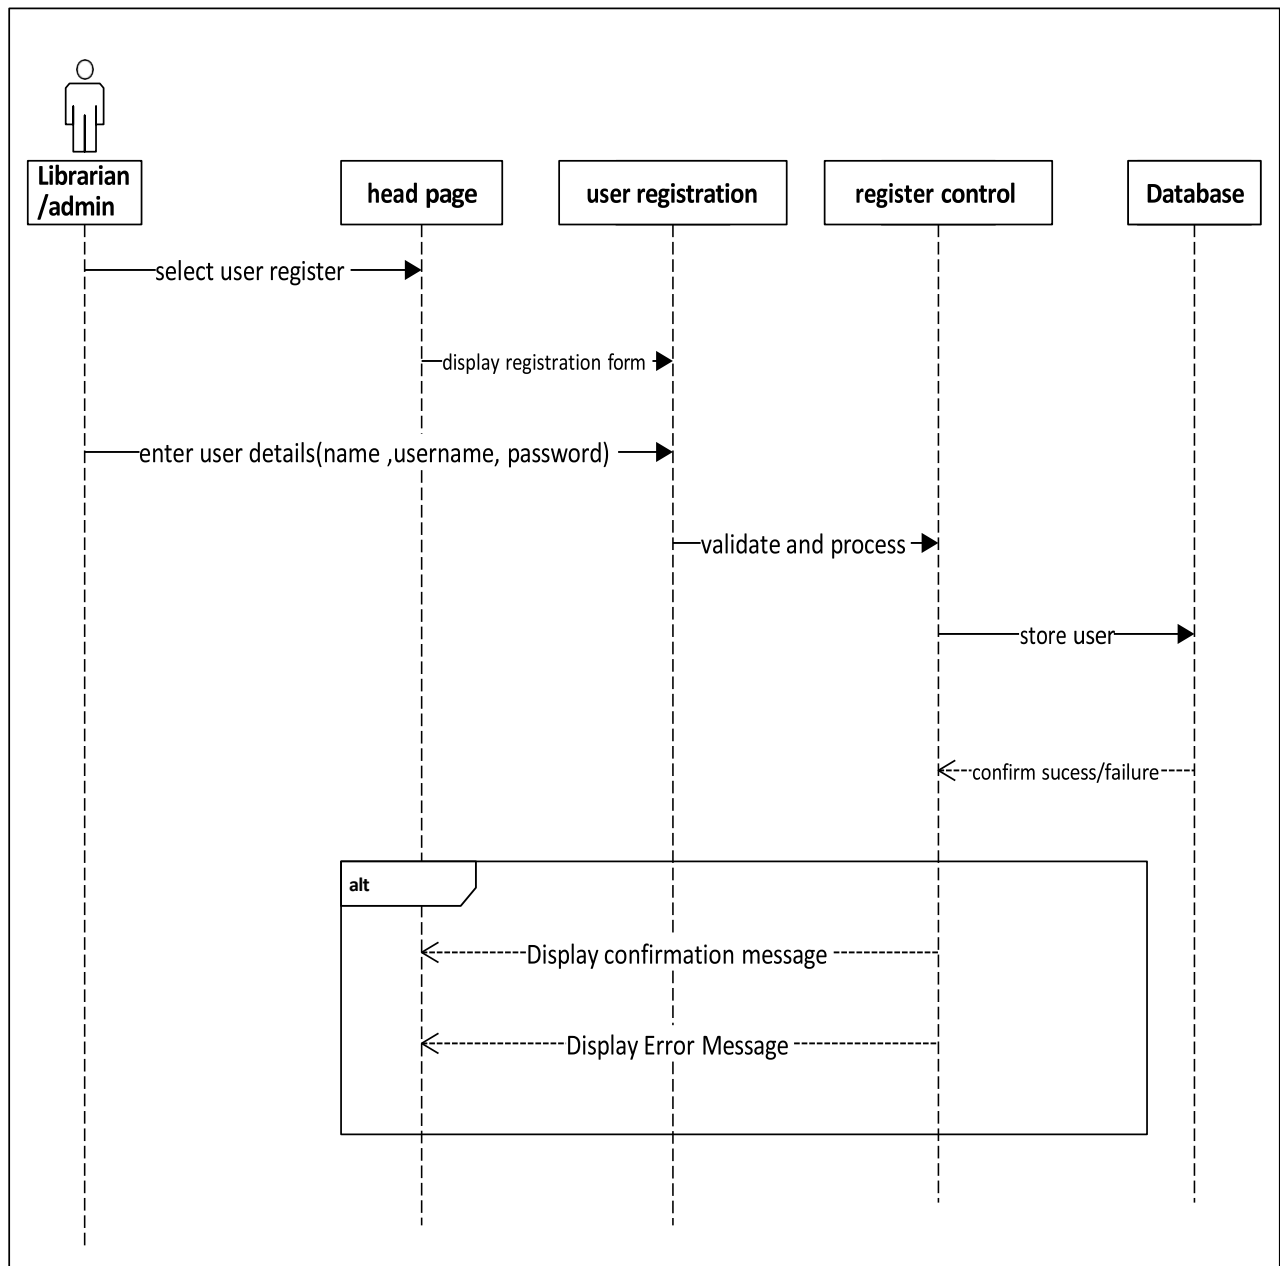 Librarian
/admin
head page
user registration
register control
Database
select user register
display registration form
enter user details(name ,username, password)
validate and process
store user
confirm sucess/failure
alt
Display confirmation message
Display Error Message